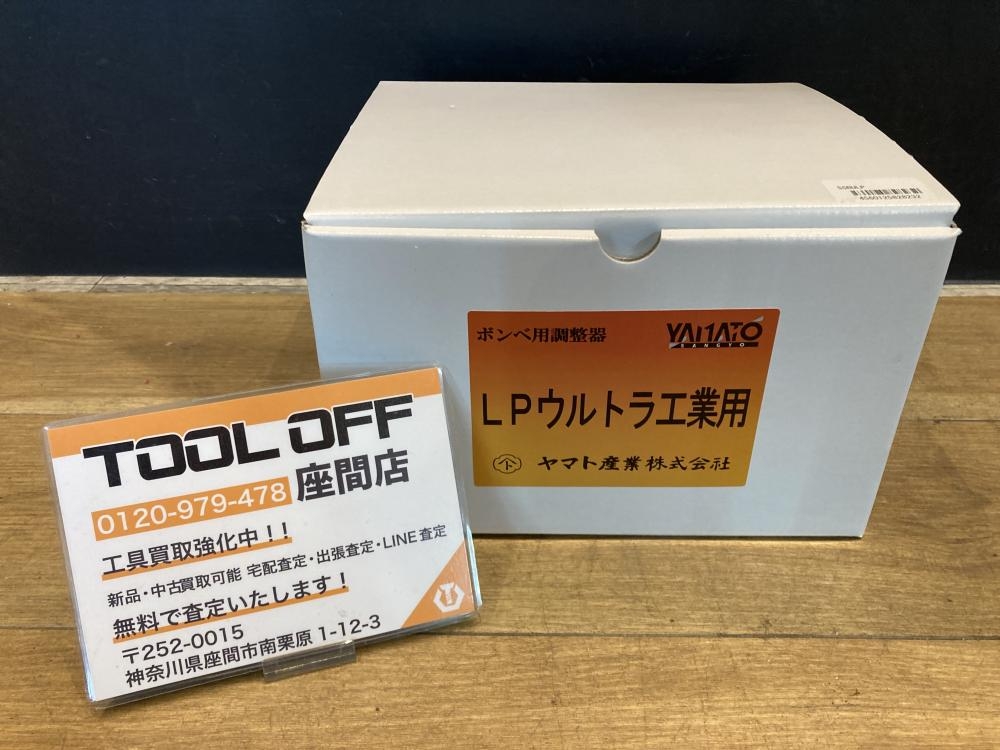 4560125828232
ボンベ用調整器
YAMATO
SANGYO
LPウルトラ工業用
ヤマト産業株式会社
TOOL OFF
0120-979-478 座間店
工具買取強化中!!
新品・中古買取可能 宅配査定・出張査定・LINE査定
無料で査定いたします!
〒252-0015
神奈川県座間市南栗原 1-12-3